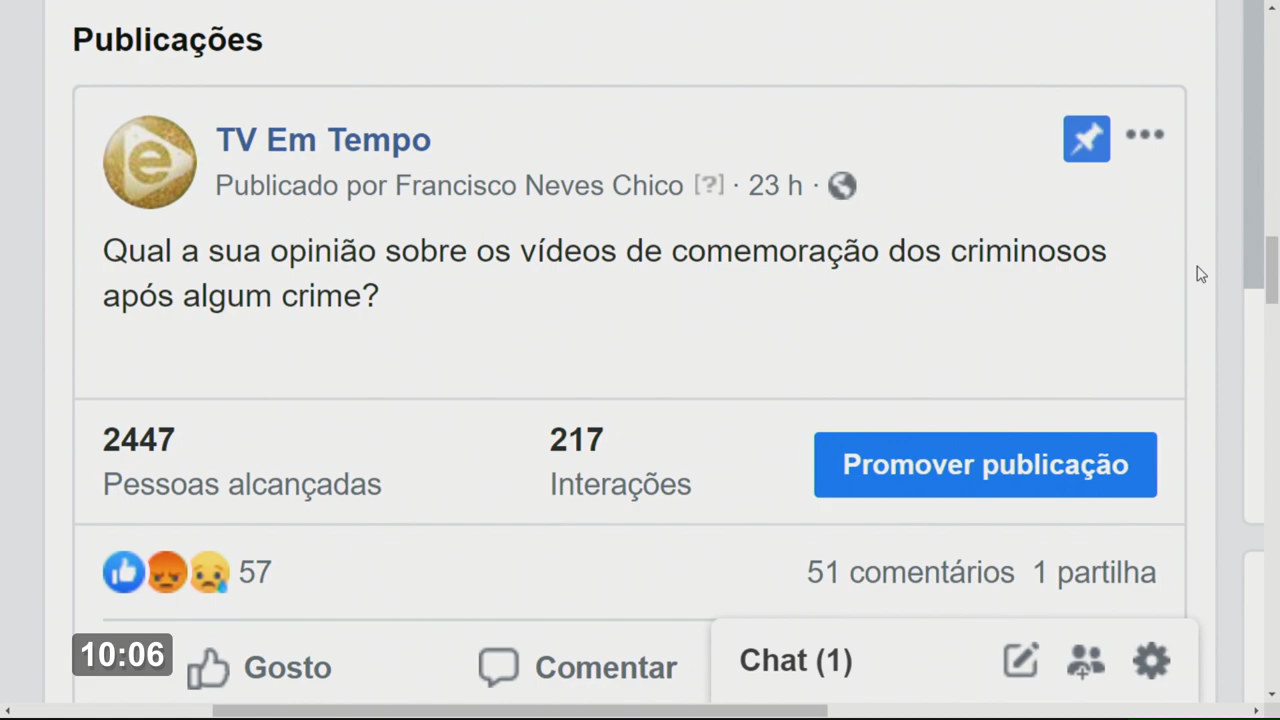 Publicações
TV Em Tempo
Publicado por Francisco Neves Chico [?] · 23 h ·
Qual a sua opinião sobre os vídeos de comemoração dos criminosos
após algum crime?
2447
Pessoas alcançadas
217
Interações
Promover publicação
57
51 comentários 1 partilha
10:06
Gosto
Comentar
Chat (1)